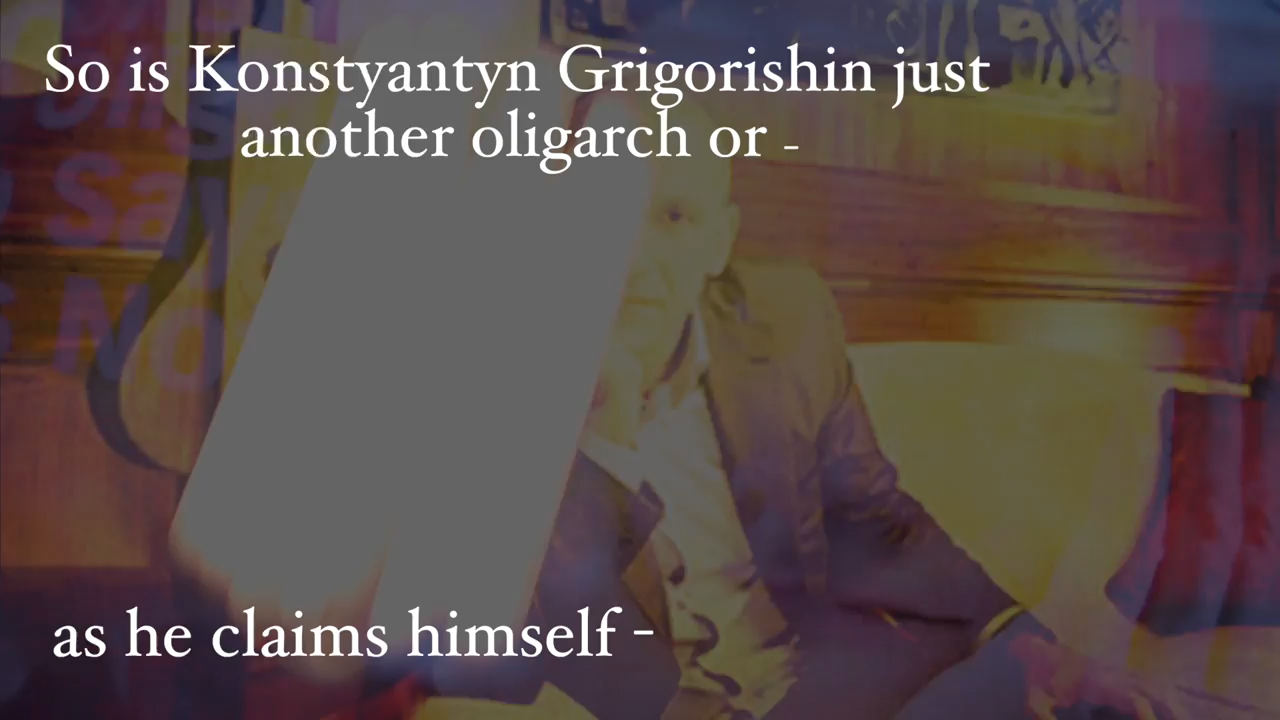 So is Konstyantyn Grigorishin just
another oligarch or -
as he claims himself -